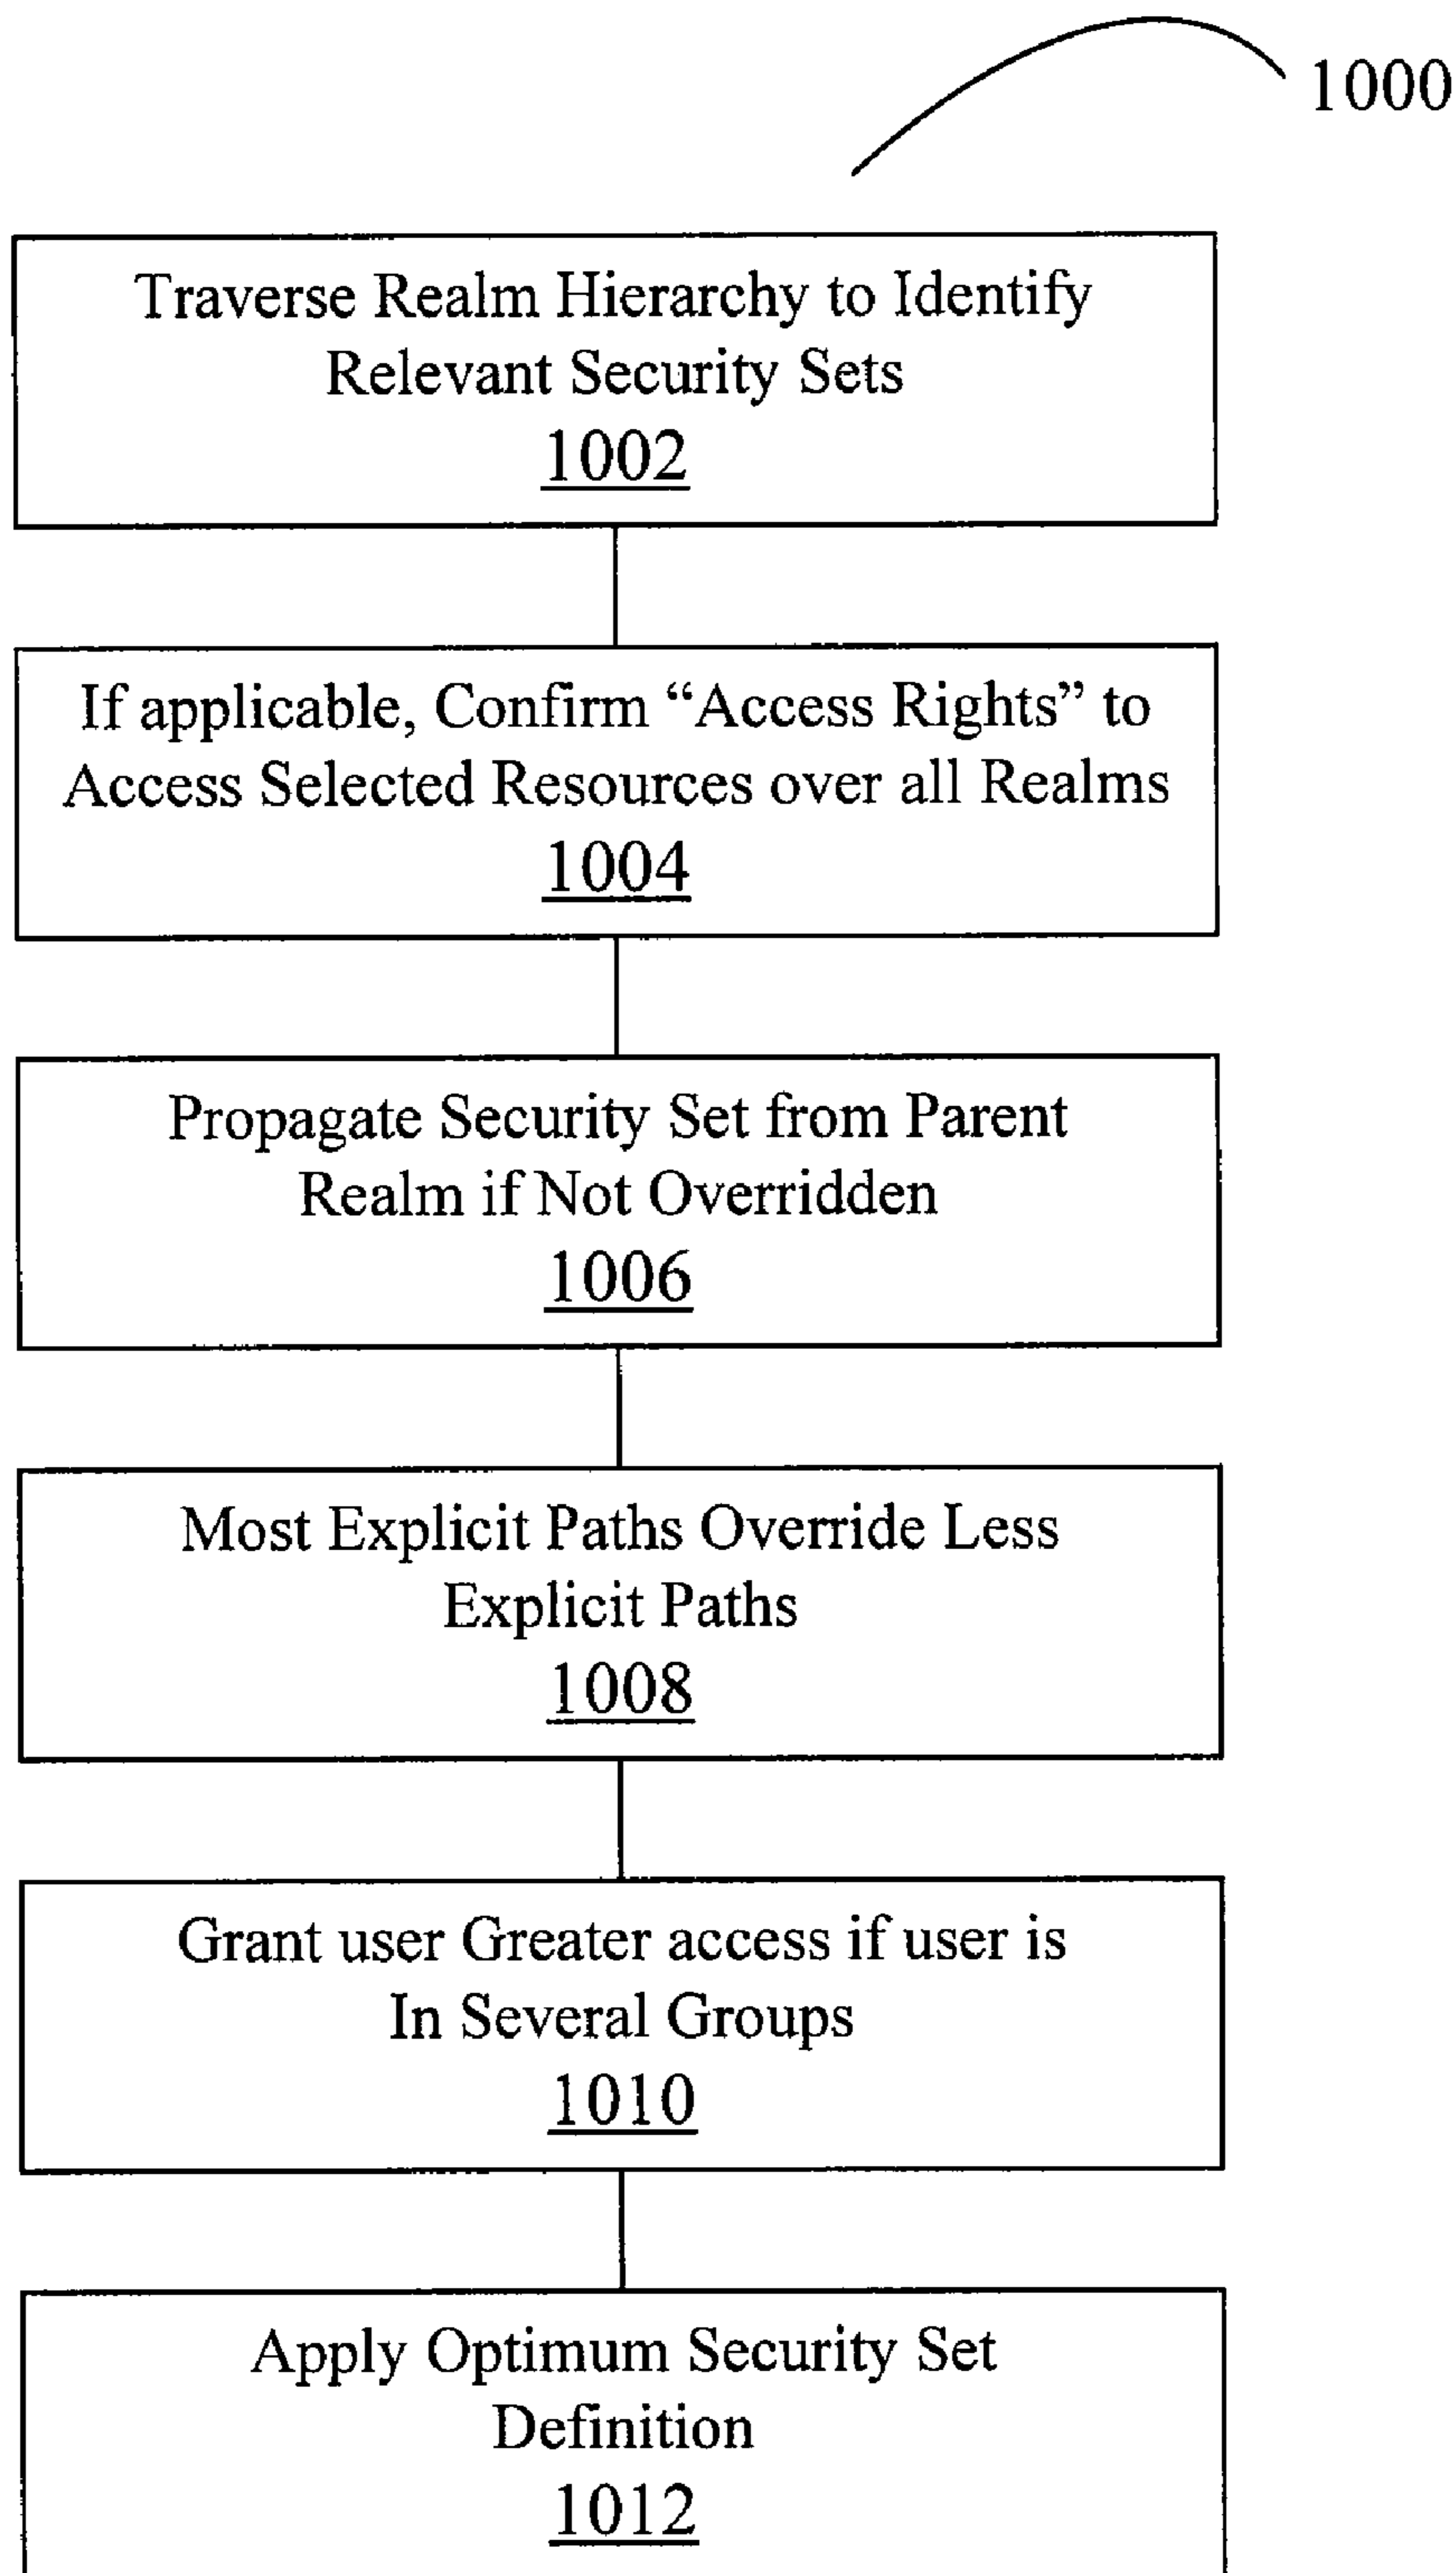 1000
Traverse Realm Hierarchy to Identify
Relevant Security Sets
1002
If applicable, Confirm “Access Rights” to
Access Selected Resources over all Realms
1004
Propagate Security Set from Parent
Realm if Not Overridden
1006
Most Explicit Paths Override Less
Explicit Paths
1008
Grant user Greater access if user is
In Several Groups
1010
Apply Optimum Security Set
Definition
1012